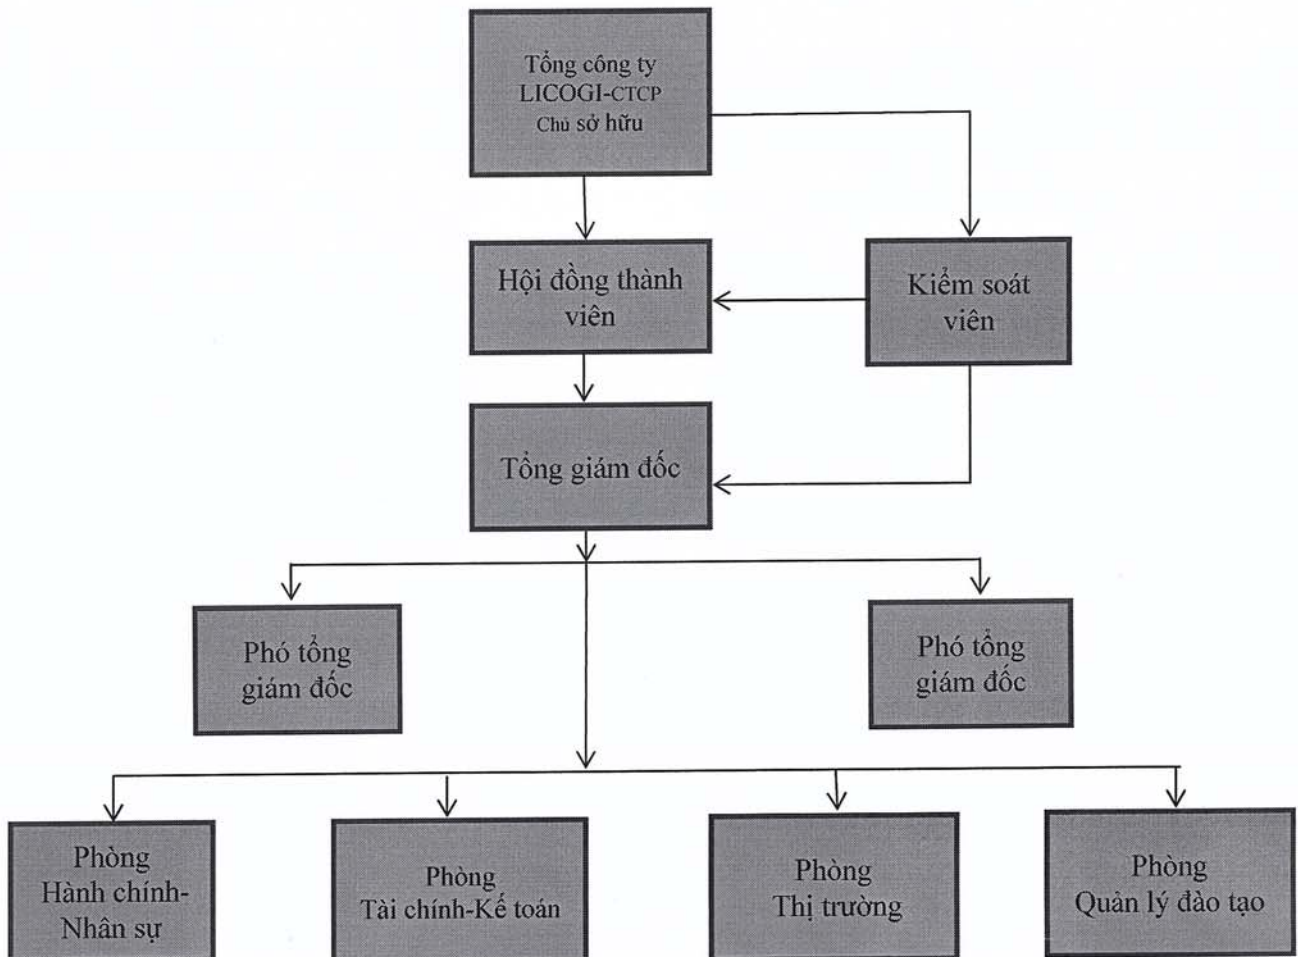 Tổng công ty
LICOGI-CTCP
Chủ sở hữu
Hội đồng thành
viên
Kiểm soát
viên
Tổng giám đốc
Phó tổng
giám đốc
Phó tổng
giám đốc
Phòng
Hành chính-
Nhân sự
Phòng
Tài chính-Kế toán
Phòng
Thị trường
Phòng
Quản lý đào tạo